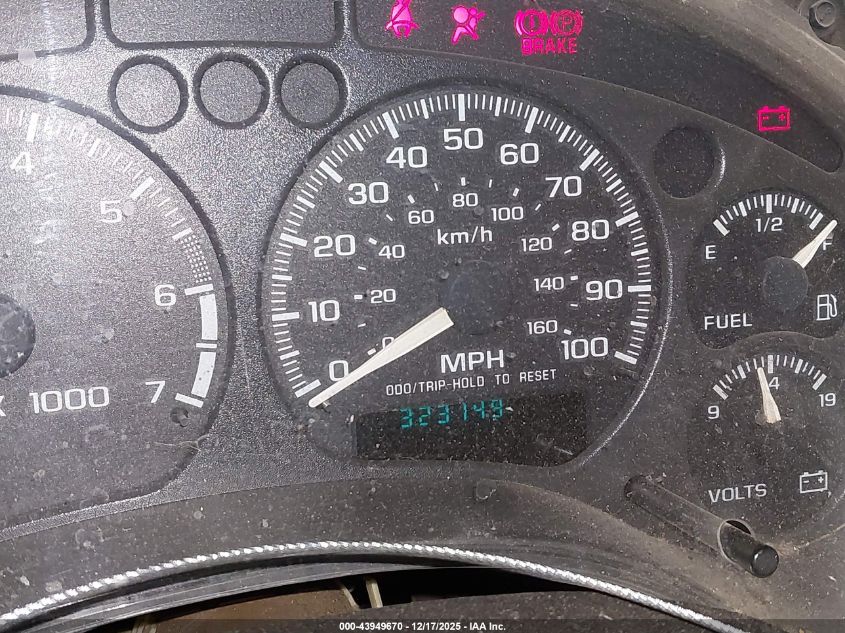 BRAKE
4
5
6
7
X 1000
0 10 20 30 40 50 60 70 80 90 100
0 20 40 60 80 100 120 140 160
km/h
MPH
ODO/TRIP-HOLD TO RESET
323149
E 1/2 F
FUEL
9 14 19
VOLTS
000-43949670 - 12/17/2025 - IAA Inc.